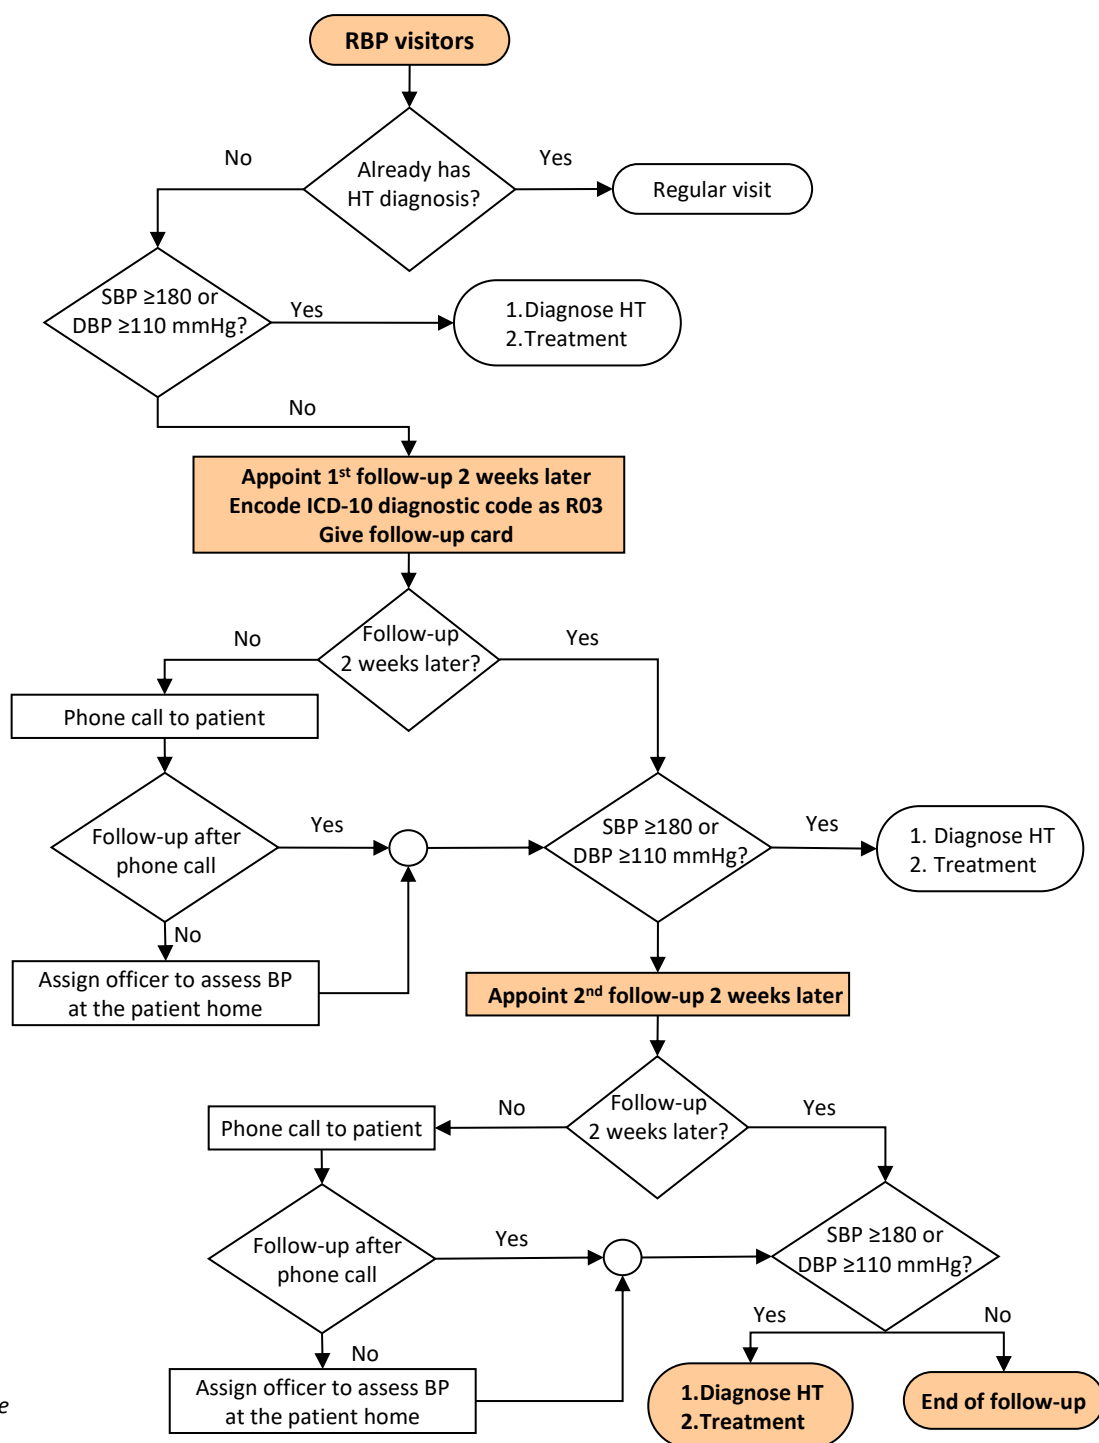 RBP visitors
No
Yes
Already has
HT diagnosis?
Regular visit
SBP ≥180 or
DBP ≥110 mmHg?
Yes
1.Diagnose HT
2.Treatment
No
Appoint 1st follow-up 2 weeks later
Encode ICD-10 diagnostic code as R03
Give follow-up card
No
Follow-up
2 weeks later?
Yes
Phone call to patient
Follow-up after
phone call
Yes
SBP ≥180 or
DBP ≥110 mmHg?
Yes
1. Diagnose HT
2. Treatment
No
Assign officer to assess BP
at the patient home
Appoint 2nd follow-up 2 weeks later
No
Follow-up
2 weeks later?
Yes
Phone call to patient
Follow-up after
phone call
Yes
SBP ≥180 or
DBP ≥110 mmHg?
No
Assign officer to assess BP
at the patient home
Yes
No
1.Diagnose HT
2.Treatment
End of follow-up
e